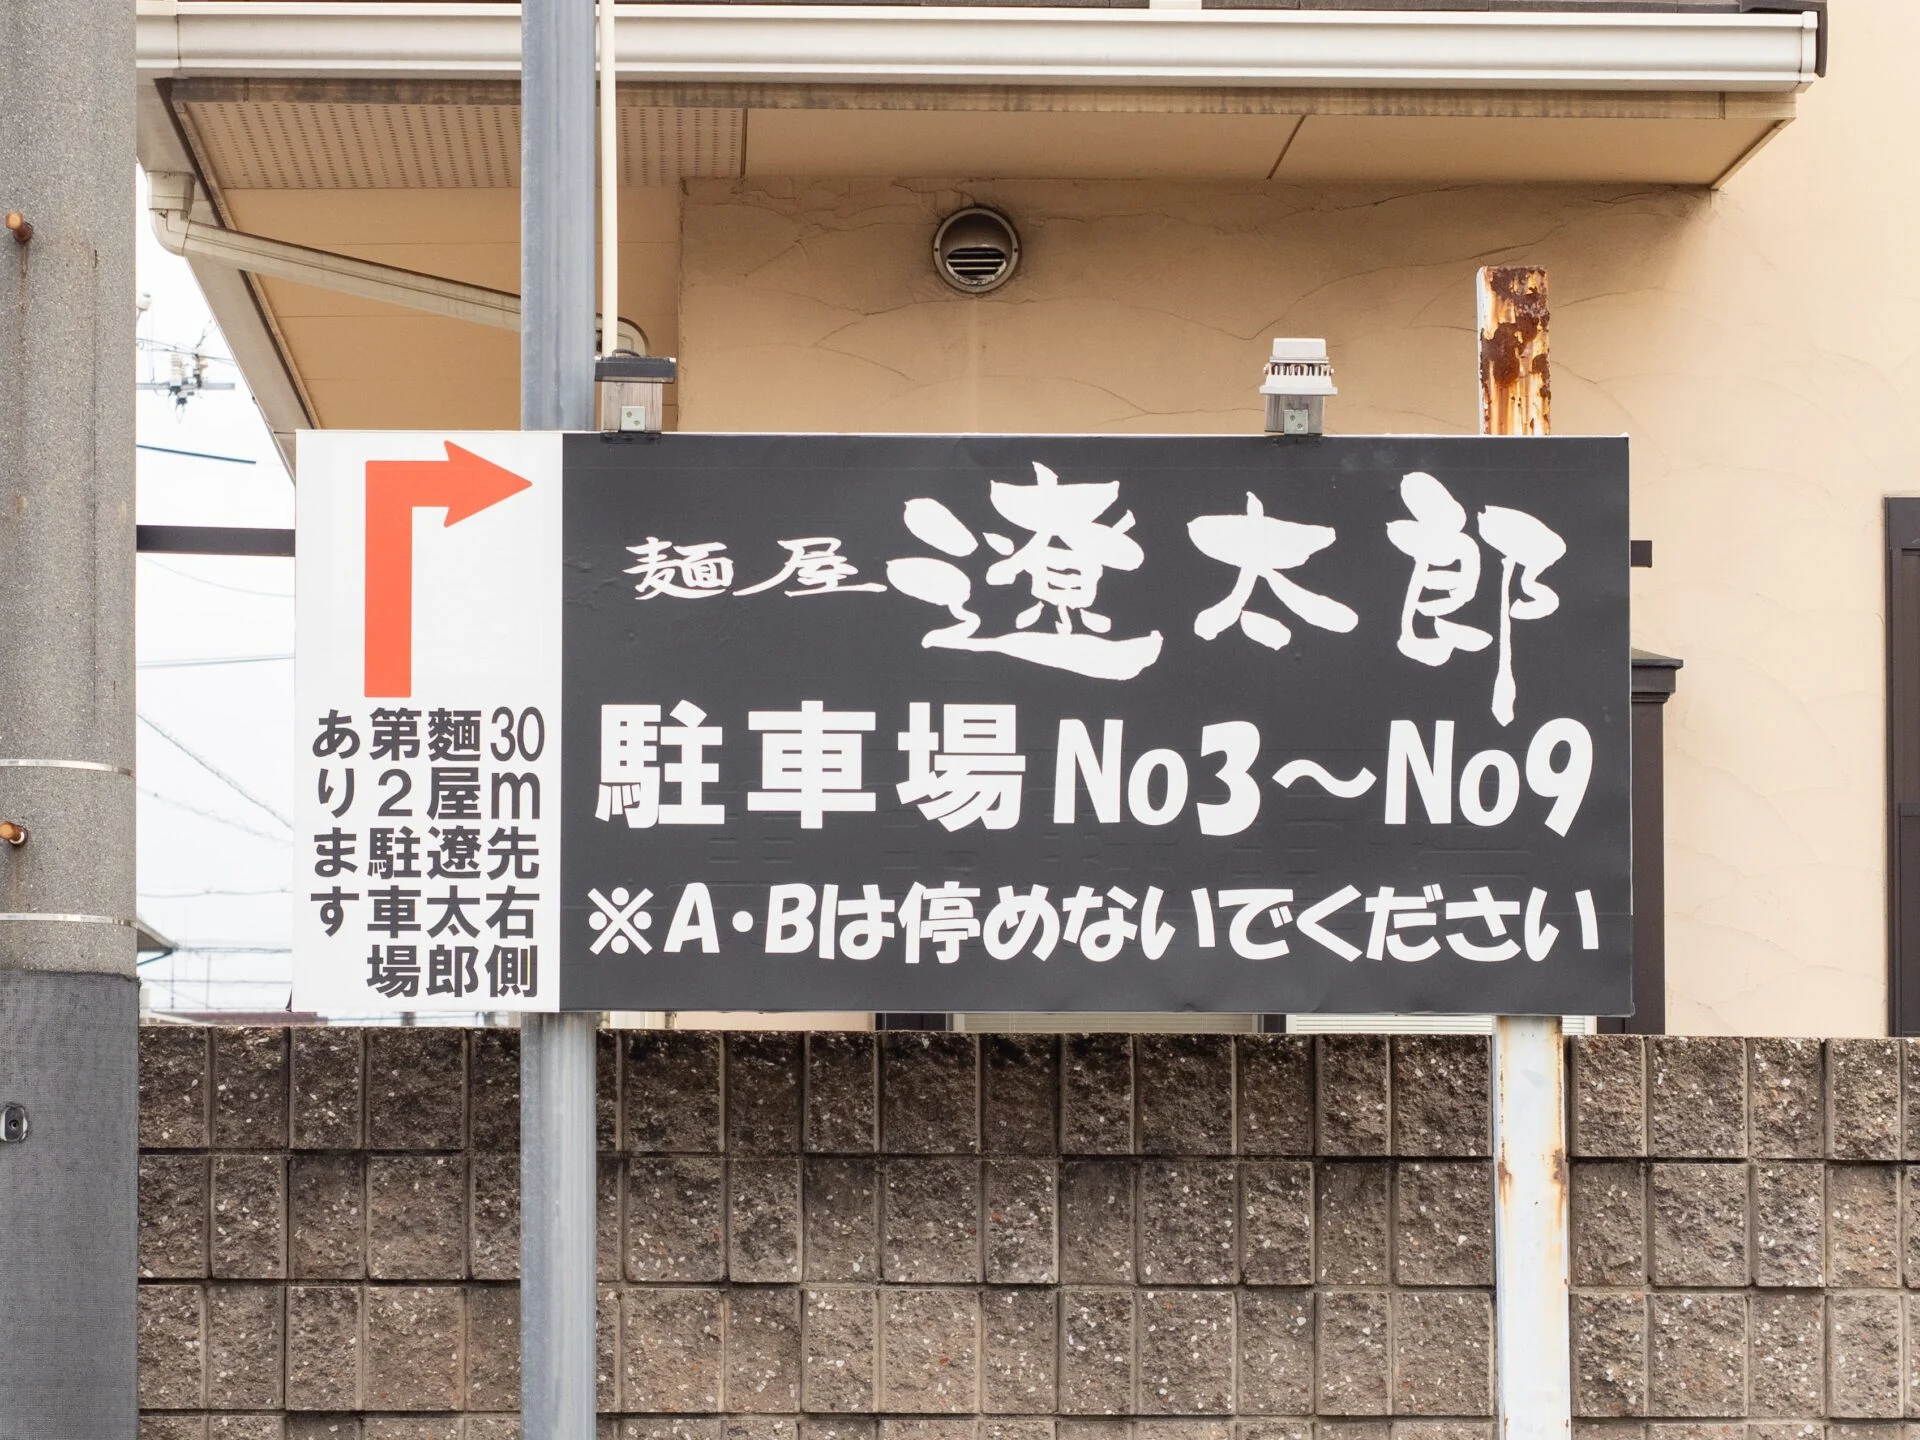 30m先右側
麺屋遼太郎
第2駐車場
あります
麺屋 遼太郎
駐車場No3〜No9
※A・Bは停めないでください